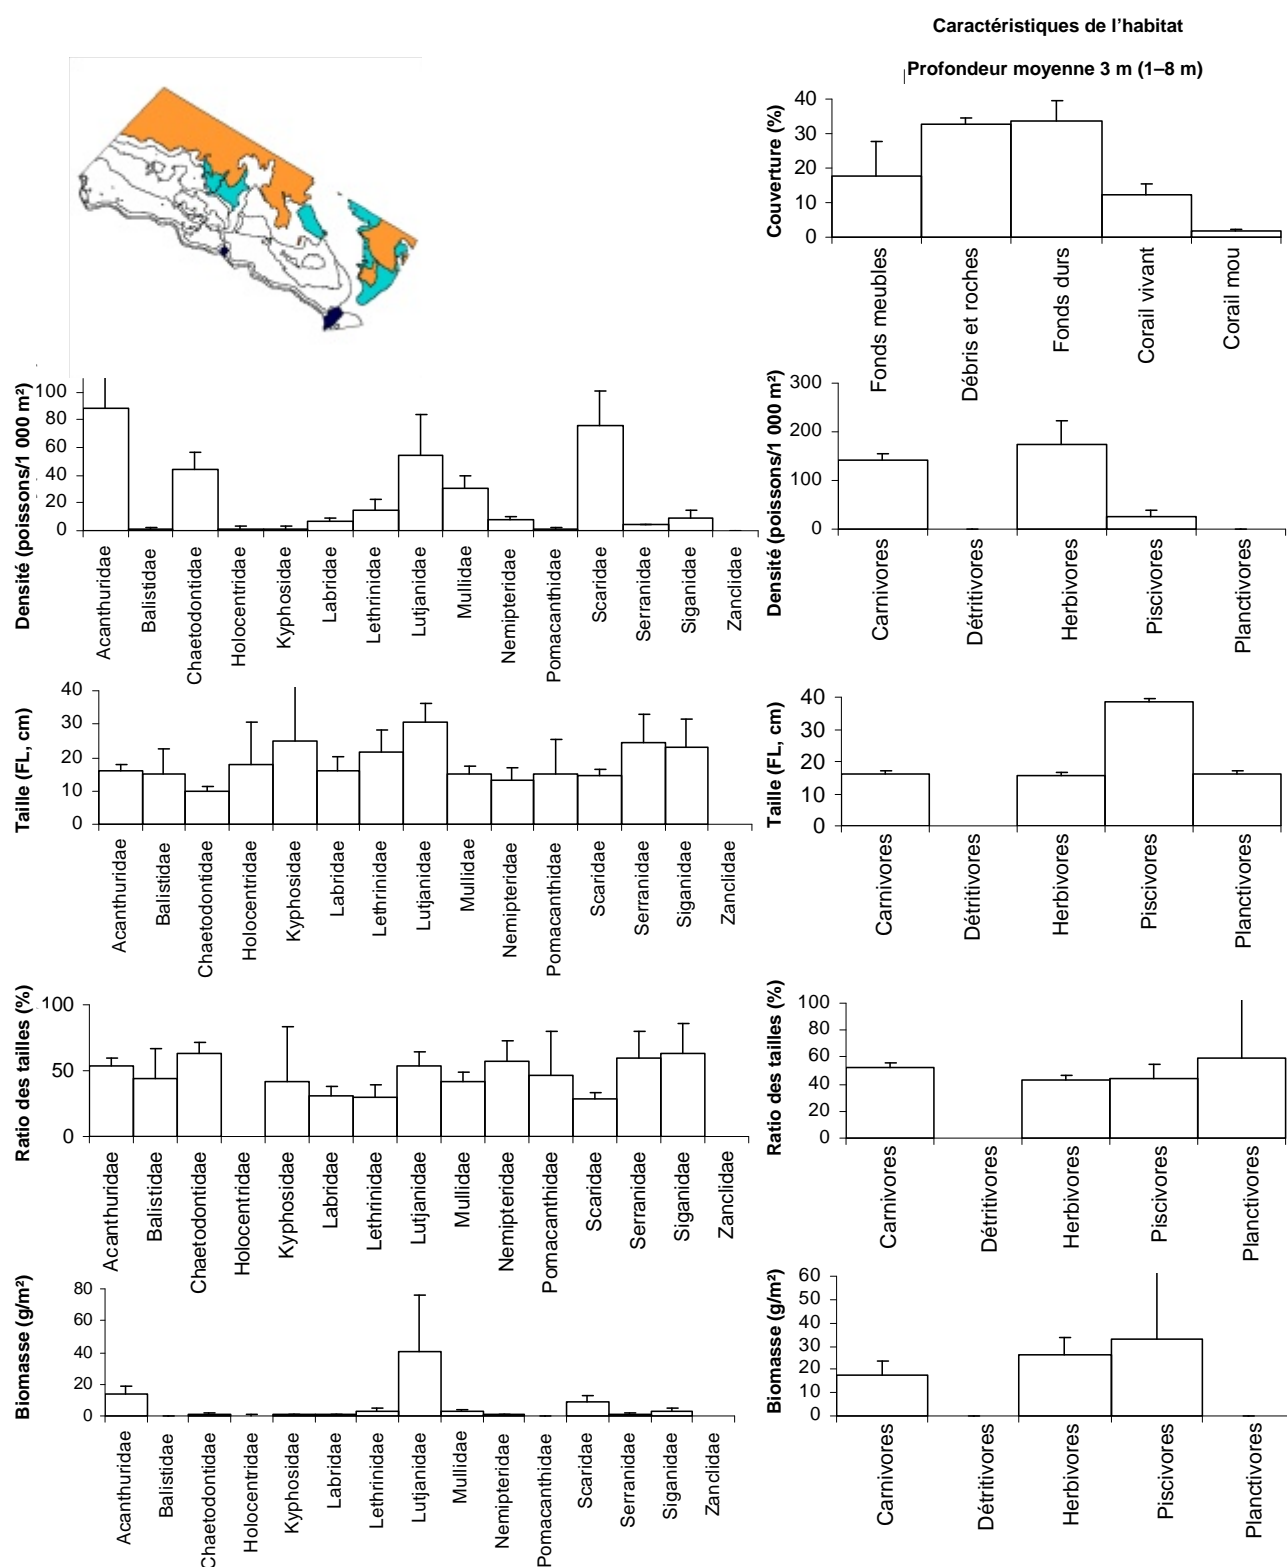 Caractéristiques de l'habitat
Profondeur moyenne 3 m (1–8 m)
Couverture (%)
40
30
20
10
0
Fonds meubles
Débris et roches
Fonds durs
Corail vivant
Corail mou
Densité (poissons/1 000 m²)
100
80
60
40
20
0
Acanthuridae
Balistidae
Chaetodontidae
Holocentridae
Kyphosidae
Labridae
Lethrinidae
Lutjanidae
Mullidae
Nemipteridae
Pomacanthidae
Scaridae
Serranidae
Siganidae
Zanclidae
Densité (poissons/1 000 m²)
300
200
100
0
Carnivores
Détritivores
Herbivores
Piscivores
Planctivores
Taille (FL, cm)
40
30
20
10
0
Acanthuridae
Balistidae
Chaetodontidae
Holocentridae
Kyphosidae
Labridae
Lethrinidae
Lutjanidae
Mullidae
Nemipteridae
Pomacanthidae
Scaridae
Serranidae
Siganidae
Zanclidae
Taille (FL, cm)
40
30
20
10
0
Carnivores
Détritivores
Herbivores
Piscivores
Planctivores
Ratio des tailles (%)
100
50
0
Acanthuridae
Balistidae
Chaetodontidae
Holocentridae
Kyphosidae
Labridae
Lethrinidae
Lutjanidae
Mullidae
Nemipteridae
Pomacanthidae
Scaridae
Serranidae
Siganidae
Zanclidae
Ratio des tailles (%)
100
80
60
40
20
0
Carnivores
Détritivores
Herbivores
Piscivores
Planctivores
Biomasse (g/m²)
80
60
40
20
0
Acanthuridae
Balistidae
Chaetodontidae
Holocentridae
Kyphosidae
Labridae
Lethrinidae
Lutjanidae
Mullidae
Nemipteridae
Pomacanthidae
Scaridae
Serranidae
Siganidae
Zanclidae
Biomasse (g/m²)
60
50
40
30
20
10
0
Carnivores
Détritivores
Herbivores
Piscivores
Planctivores